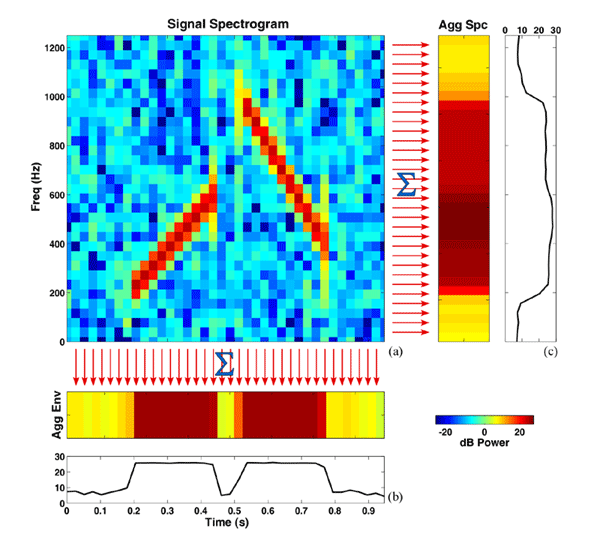 Signal Spectrogram
Agg Spc
0 10 20 30
Freq (Hz)
1200
1000
800
600
400
200
0
Σ
(a)
(c)
Σ
Agg Env
-20 0 20
dB Power
30
20
10
0
(b)
0 0.1 0.2 0.3 0.4 0.5 0.6 0.7 0.8 0.9
Time (s)